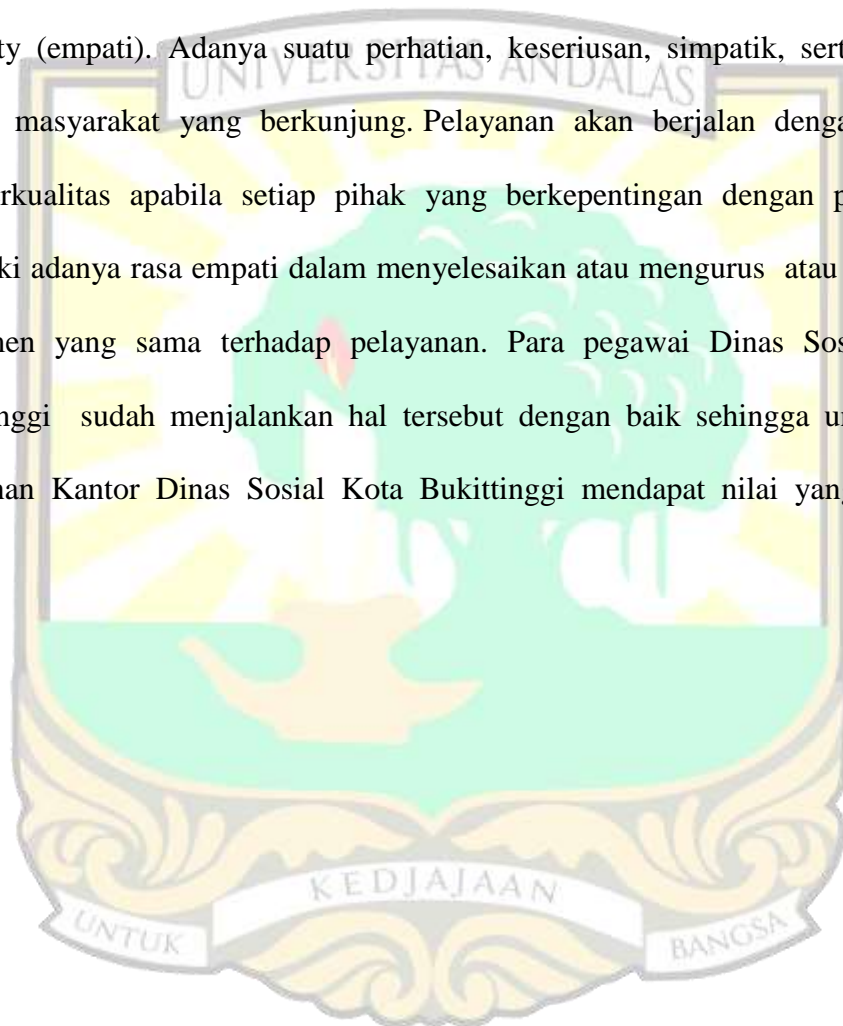 ty (empati). Adanya suatu perhatian, keseriusan, simpatik, sert
UNIVERSITAS ANDALAS
masyarakat yang berkunjung. Pelayanan akan berjalan denga
rkualitas apabila setiap pihak yang berkepentingan dengan p
ki adanya rasa empati dalam menyelesaikan atau mengurus atau
en yang sama terhadap pelayanan. Para pegawai Dinas Sos
nggi sudah menjalankan hal tersebut dengan baik sehingga u
nan Kantor Dinas Sosial Kota Bukittinggi mendapat nilai yang
UNTUK KEDJAJAAN BANGSA